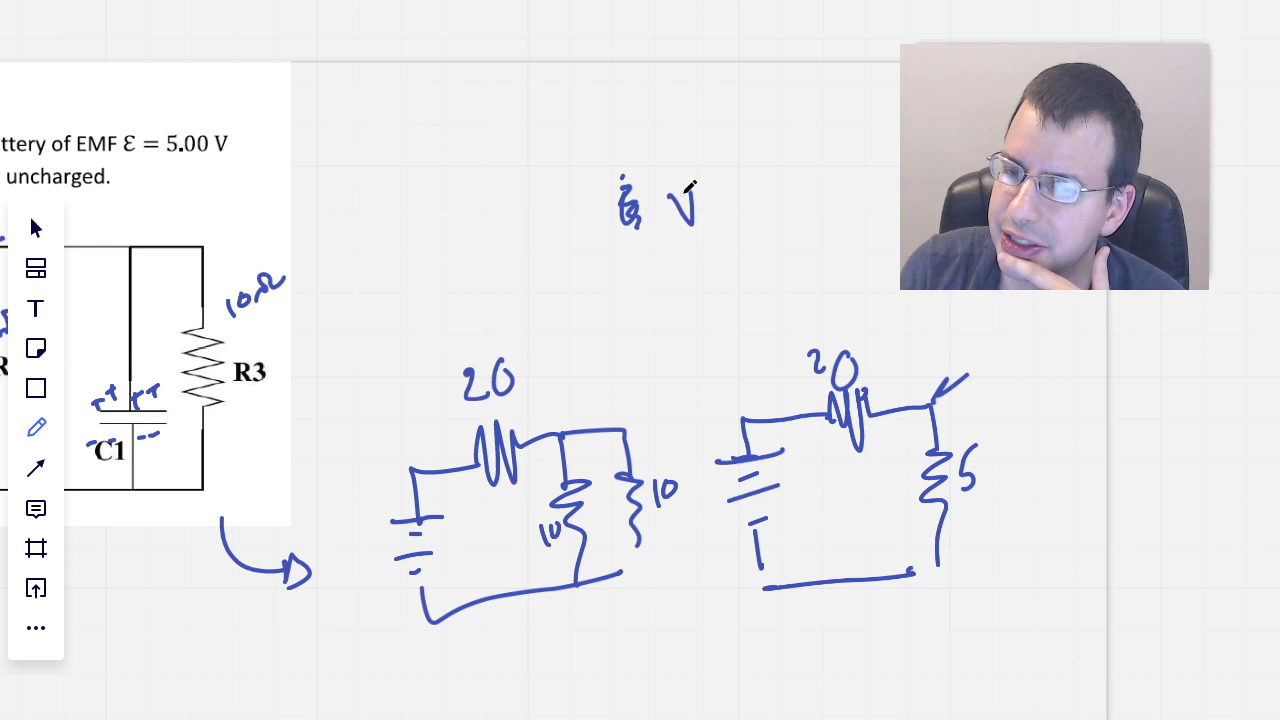 ttery of EMF Ɛ = 5.00 V
uncharged.
10Ω
R3
C1
V
20
10
10
20
5
T